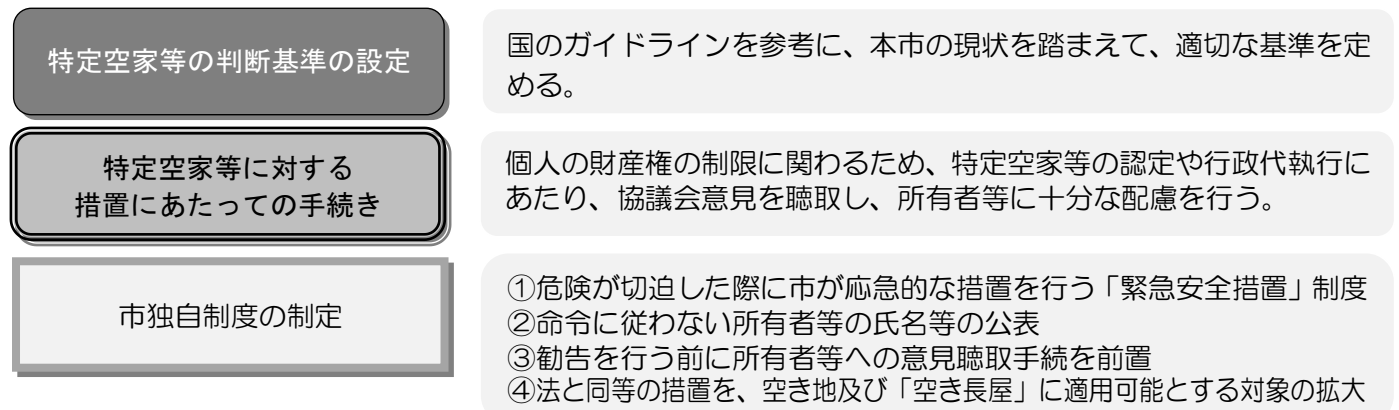 特定空家等の判断基準の設定
国のガイドラインを参考に、本市の現状を踏まえて、適切な基準を定
める。
特定空家等に対する
措置にあたっての手続き
個人の財産権の制限に関わるため、特定空家等の認定や行政代執行に
あたり、協議会意見を聴取し、所有者等に十分な配慮を行う。
市独自制度の制定
①危険が切迫した際に市が応急的な措置を行う「緊急安全措置」制度
②命令に従わない所有者等の氏名等の公表
③勧告を行う前に所有者等への意見聴取手続を前置
④法と同等の措置を、空き地及び「空き長屋」に適用可能とする対象の拡大